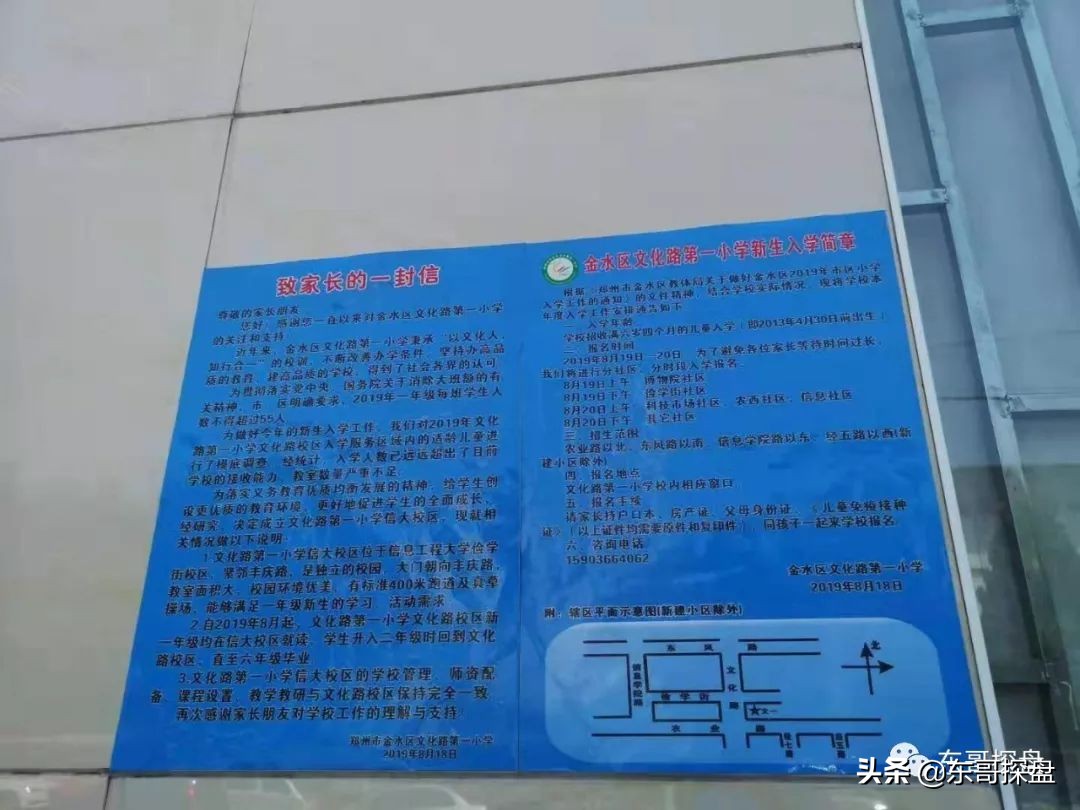 致家长的一封信
尊敬的家长朋友
您好！感谢您一直以来对金水区文化路第一小学
的关注和支持
近年来，金水区文化路第一小学秉承“以文化人，
知行合一”的校训，不断改善办学条件，坚持办高品
质的教育，建高品质的学校，得到了社会各界的认可
为贯彻落实党中央、国务院关于消除大班额的有
关精神，市、区明确要求，2019年一年级每班学生人
数不得超过55人
为做好今年的新生入学工作，我们对2019年文化
路第一小学文化路校区入学服务区域内的适龄儿童进
行了摸底调查，经统计，入学人数已远远超出了目前
学校的接收能力，教室数量严重不足
为落实义务教育优质均衡发展的精神，给学生创
设更优质的教育环境，更好地促进学生的全面成长，
经研究，决定成立文化路第一小学信大校区，现就相
关情况做以下说明：
1.文化路第一小学信大校区位于信息工程大学俭学
街校区，紧邻丰庆路，是独立的校园，大门朝向丰庆路，
教室面积大，校园环境优美，有标准400米跑道及真草
操场，能够满足一年级新生的学习、活动需求
2.自2019年8月起，文化路第一小学文化路校区新
一年级均在信大校区就读，学生升入二年级时回到文化
路校区，直至六年级毕业
3.文化路第一小学信大校区的学校管理、师资配
备、课程设置、教学教研与文化路校区保持完全一致
再次感谢家长朋友对学校工作的理解与支持！
郑州市金水区文化路第一小学
2019年8月18日
金水区文化路第一小学新生入学简章
根据《郑州市金水区教体局关于做好金水区2019年市区小学
入学工作的通知》的文件精神，结合学校实际情况，现将学校本
年度入学工作安排通告如下
一、入学年龄
学校招收满六岁四个月的儿童入学（即2013年4月30日前出生）
二、报名时间
2019年8月19日—20日，为了避免各位家长等待时间过长，
我们将进行分社区、分时段入学报名
8月19日上午 博物院社区
8月19日下午 俭学街社区
8月20日上午 科技市场社区、农西社区、信息社区
8月20日下午 其它社区
三、招生范围
农业路以北、东风路以南、信息学院路以东、经五路以西(新
建小区除外)
四、报名地点
文化路第一小学校内相应窗口
五、报名手续
请家长持户口本、房产证、父母身份证、《儿童免疫接种
证》（以上证件均需要原件和复印件），同孩子一起来学校报名
六、咨询电话
15903664062
金水区文化路第一小学
2019年8月18日
附：辖区平面示意图(新建小区除外)
东 风 路
北
信息学院路
文化路
俭学街
文一
农业 路
经七路
经五路
东哥探盘
头条 @东哥探盘